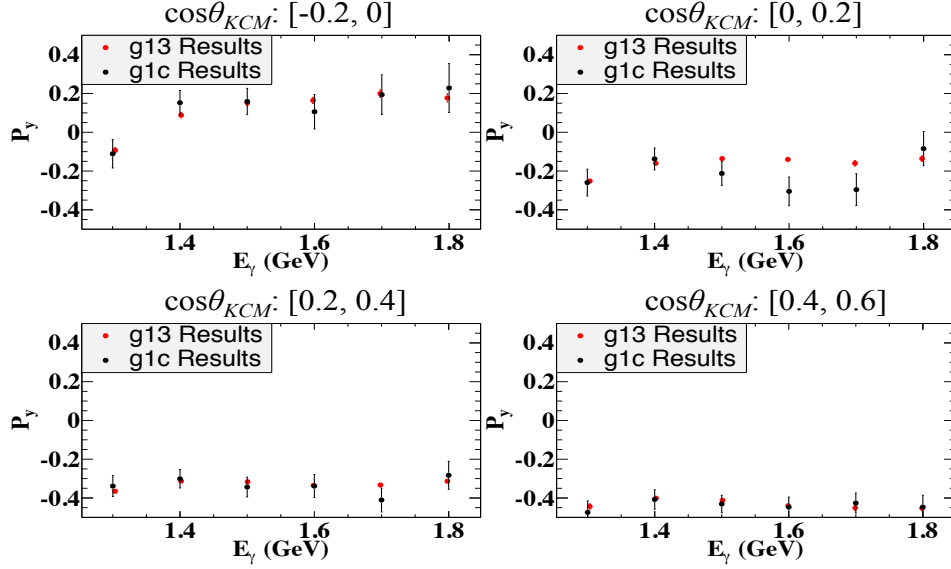 cosθ_KCM: [-0.2, 0]
g13 Results
g1c Results
P_y
0.4
0.2
0
-0.2
-0.4
1.4 1.6 1.8
E_γ (GeV)
cosθ_KCM: [0, 0.2]
g13 Results
g1c Results
P_y
0.4
0.2
0
-0.2
-0.4
1.4 1.6 1.8
E_γ (GeV)
cosθ_KCM: [0.2, 0.4]
g13 Results
g1c Results
P_y
0.4
0.2
0
-0.2
-0.4
1.4 1.6 1.8
E_γ (GeV)
cosθ_KCM: [0.4, 0.6]
g13 Results
g1c Results
P_y
0.4
0.2
0
-0.2
-0.4
1.4 1.6 1.8
E_γ (GeV)